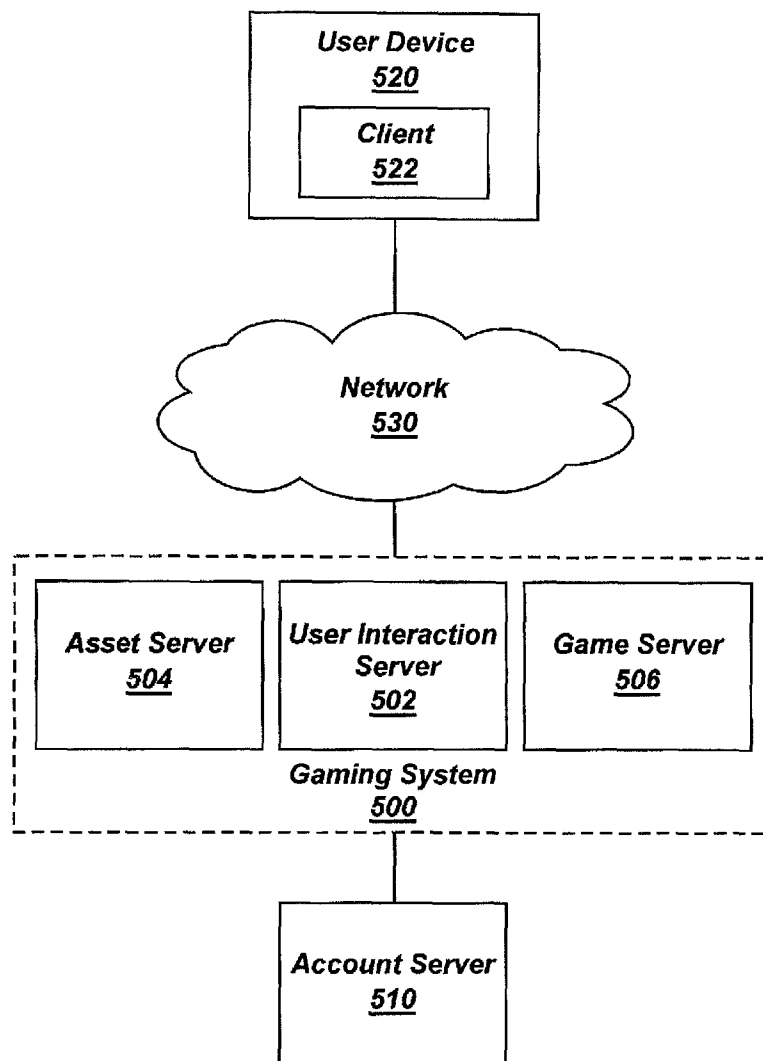 User Device
520
Client
522
Network
530
Asset Server
504
User Interaction
Server
502
Game Server
506
Gaming System
500
Account Server
510